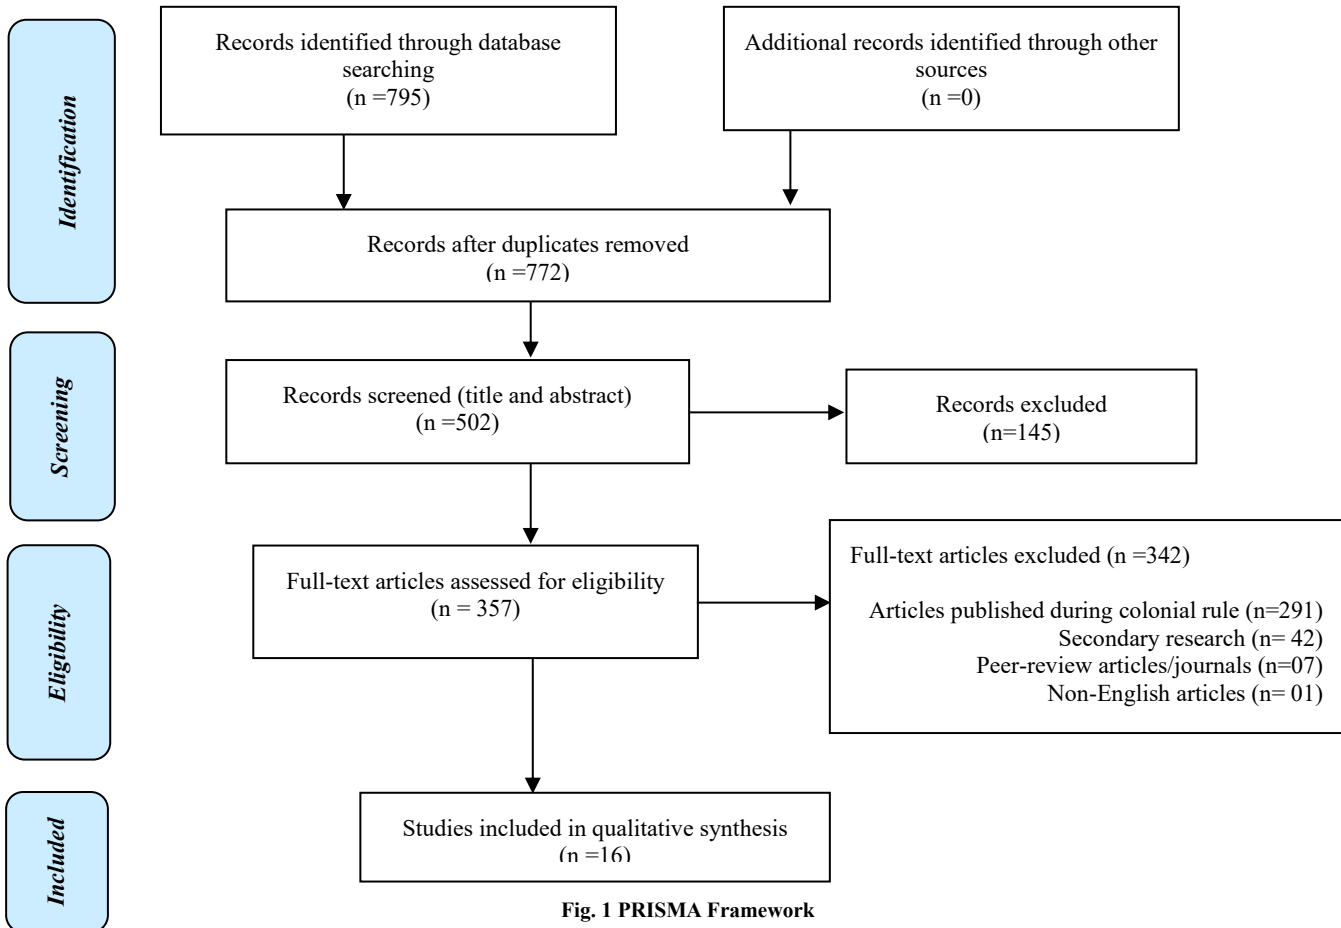 Identification
Records identified through database
searching
(n =795)
Additional records identified through other
sources
(n =0)
Records after duplicates removed
(n =772)
Screening
Records screened (title and abstract)
(n =502)
Records excluded
(n=145)
Eligibility
Full-text articles assessed for eligibility
(n = 357)
Full-text articles excluded (n =342)
Articles published during colonial rule (n=291)
Secondary research (n= 42)
Peer-review articles/journals (n=07)
Non-English articles (n= 01)
Included
Studies included in qualitative synthesis
(n =16)
Fig. 1 PRISMA Framework